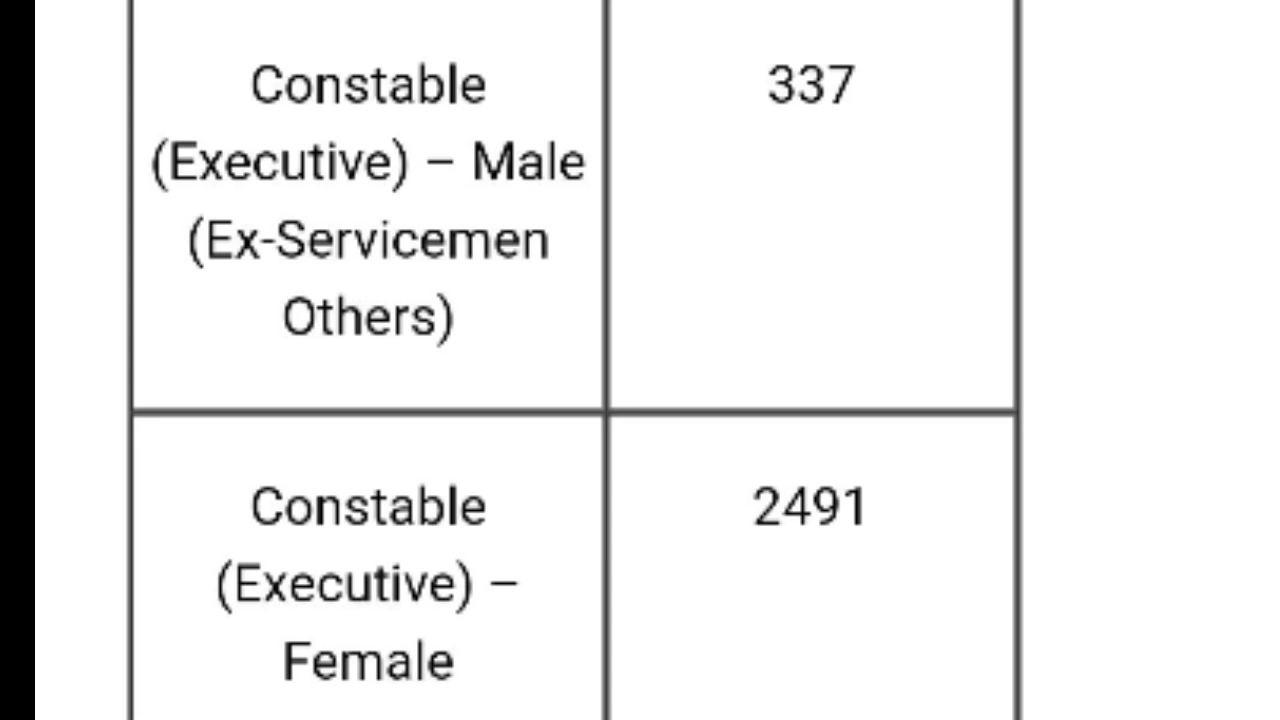 Constable 337
(Executive) – Male
(Ex-Servicemen
Others)
Constable 2491
(Executive) –
Female